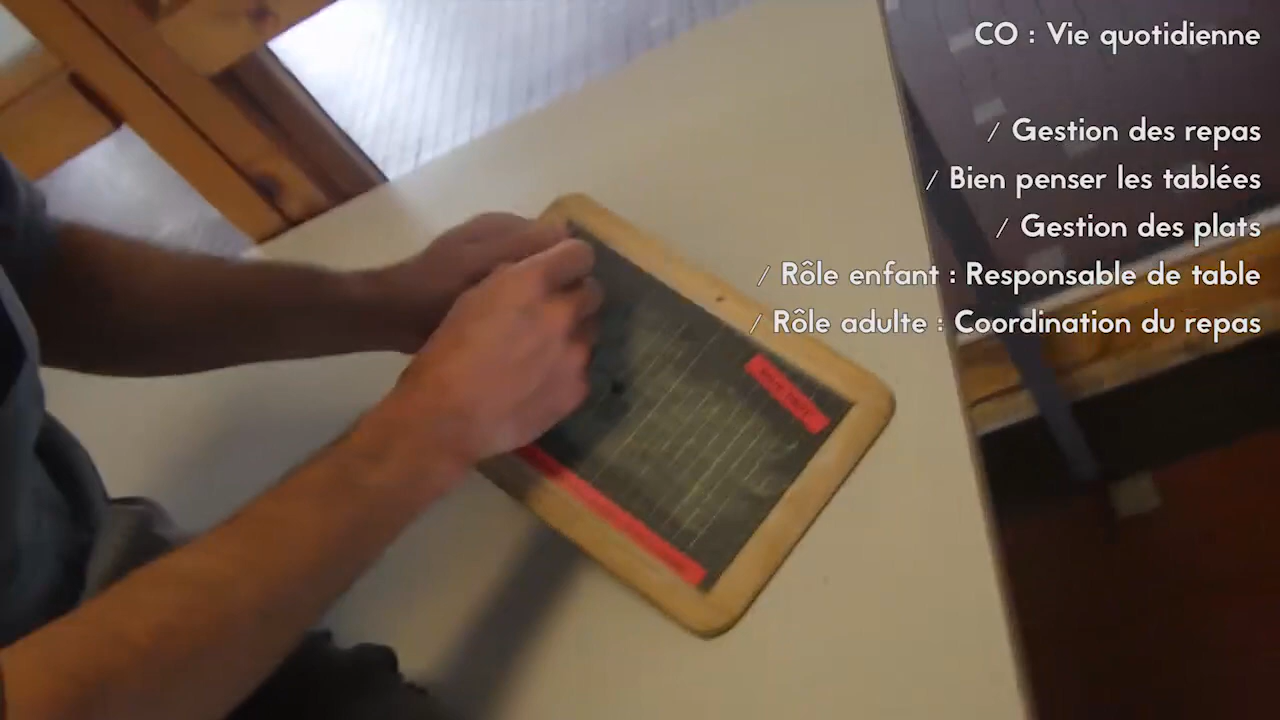 CO : Vie quotidienne
/ Gestion des repas
/ Bien penser les tablées
/ Gestion des plats
/ Rôle enfant : Responsable de table
/ Rôle adulte : Coordination du repas